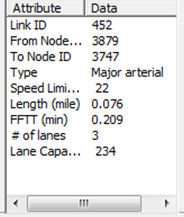 Attribute Data
Link ID 452
From Node... 3879
To Node ID 3747
Type Major arterial
Speed Limi... 22
Length (mile) 0.076
FFTT (min) 0.209
# of lanes 3
Lane Capa... 234